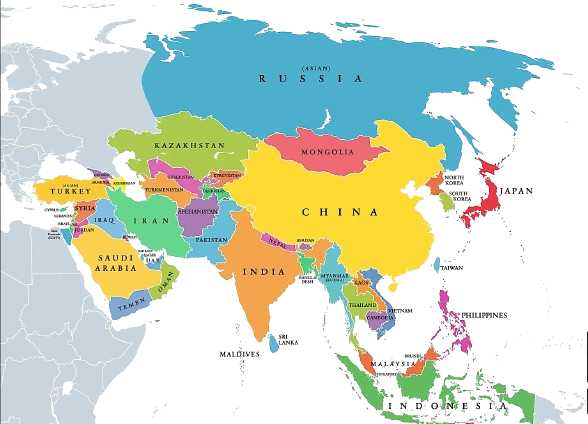 (ASIAN)
RUSSIA
KAZAKHSTAN
MONGOLIA
UZBEKISTAN
KYRGYZSTAN
GEORGIA
ARMENIA
AZERBAIJAN
(ASIAN)
TURKEY
TURKMENISTAN
TAJIKISTAN
NORTH
KOREA
SOUTH
KOREA
JAPAN
CYPRUS
LEBANON
SYRIA
ISRAEL
IRAQ
IRAN
AFGHANISTAN
CHINA
JORDAN
KUWAIT
PAKISTAN
NEPAL
BHUTAN
BAHRAIN
QATAR
UAE
SAUDI
ARABIA
OMAN
YEMEN
INDIA
BANGLA
DESH
MYANMAR
(BURMA)
LAOS
TAIWAN
THAILAND
VIETNAM
CAMBODIA
PHILIPPINES
SRI
LANKA
MALDIVES
BRUNEI
MALAYSIA
SINGAPORE
INDONESIA